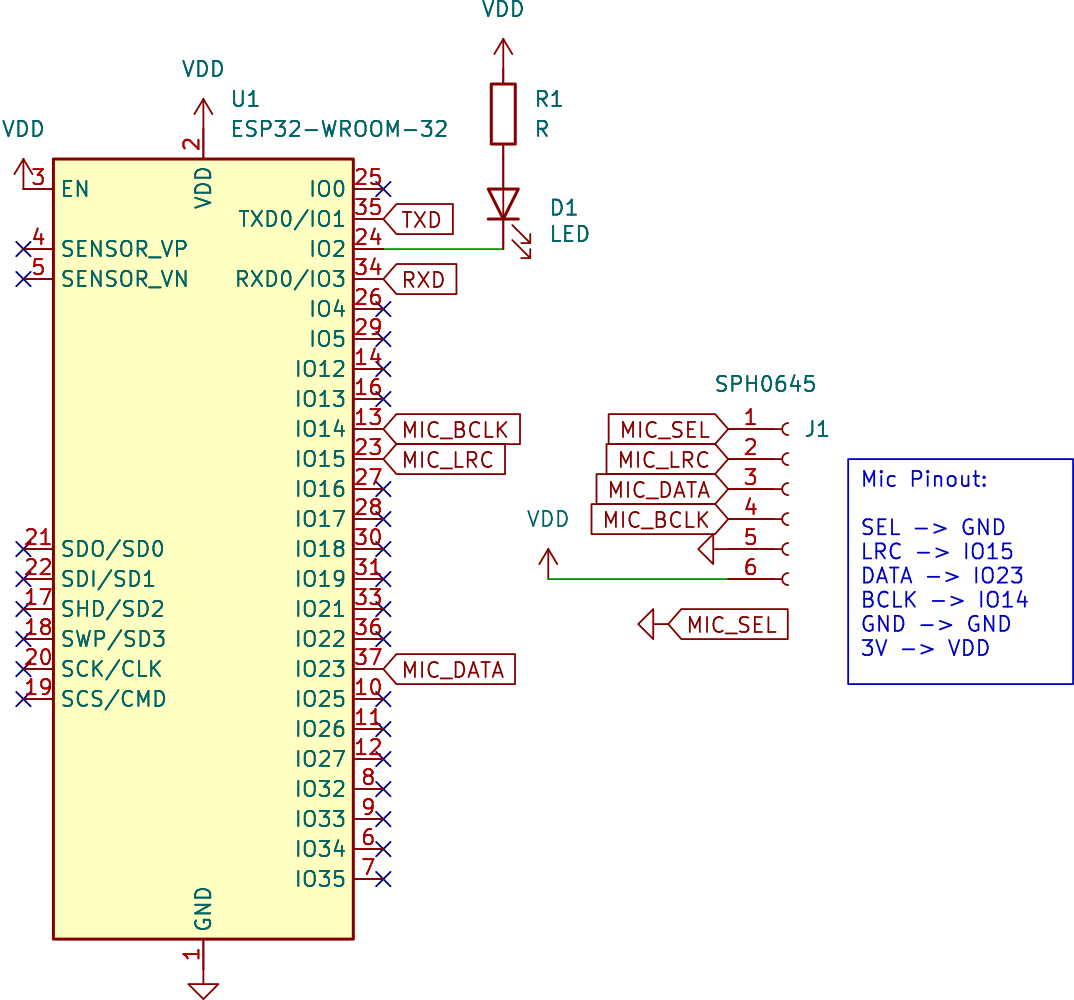 VDD
VDD
U1
R1
ESP32-WROOM-32
R
VDD
2
VDD
3
EN
IO0
25
TXD0/IO1
35
TXD
D1
LED
4
SENSOR_VP
IO2
24
5
SENSOR_VN
RXD0/IO3
34
RXD
IO4
26
IO5
29
IO12
14
IO13
16
IO14
13
MIC_BCLK
IO15
23
MIC_LRC
IO16
27
IO17
28
21
SDO/SD0
IO18
30
22
SDI/SD1
IO19
31
17
SHD/SD2
IO21
33
18
SWP/SD3
IO22
36
20
SCK/CLK
IO23
37
MIC_DATA
19
SCS/CMD
IO25
10
IO26
11
IO27
12
IO32
8
IO33
9
IO34
6
IO35
7
GND
1
SPH0645
J1
MIC_SEL
1
MIC_LRC
2
MIC_DATA
3
MIC_BCLK
4
5
VDD
6
MIC_SEL
Mic Pinout:
SEL -> GND
LRC -> IO15
DATA -> IO23
BCLK -> IO14
GND -> GND
3V -> VDD